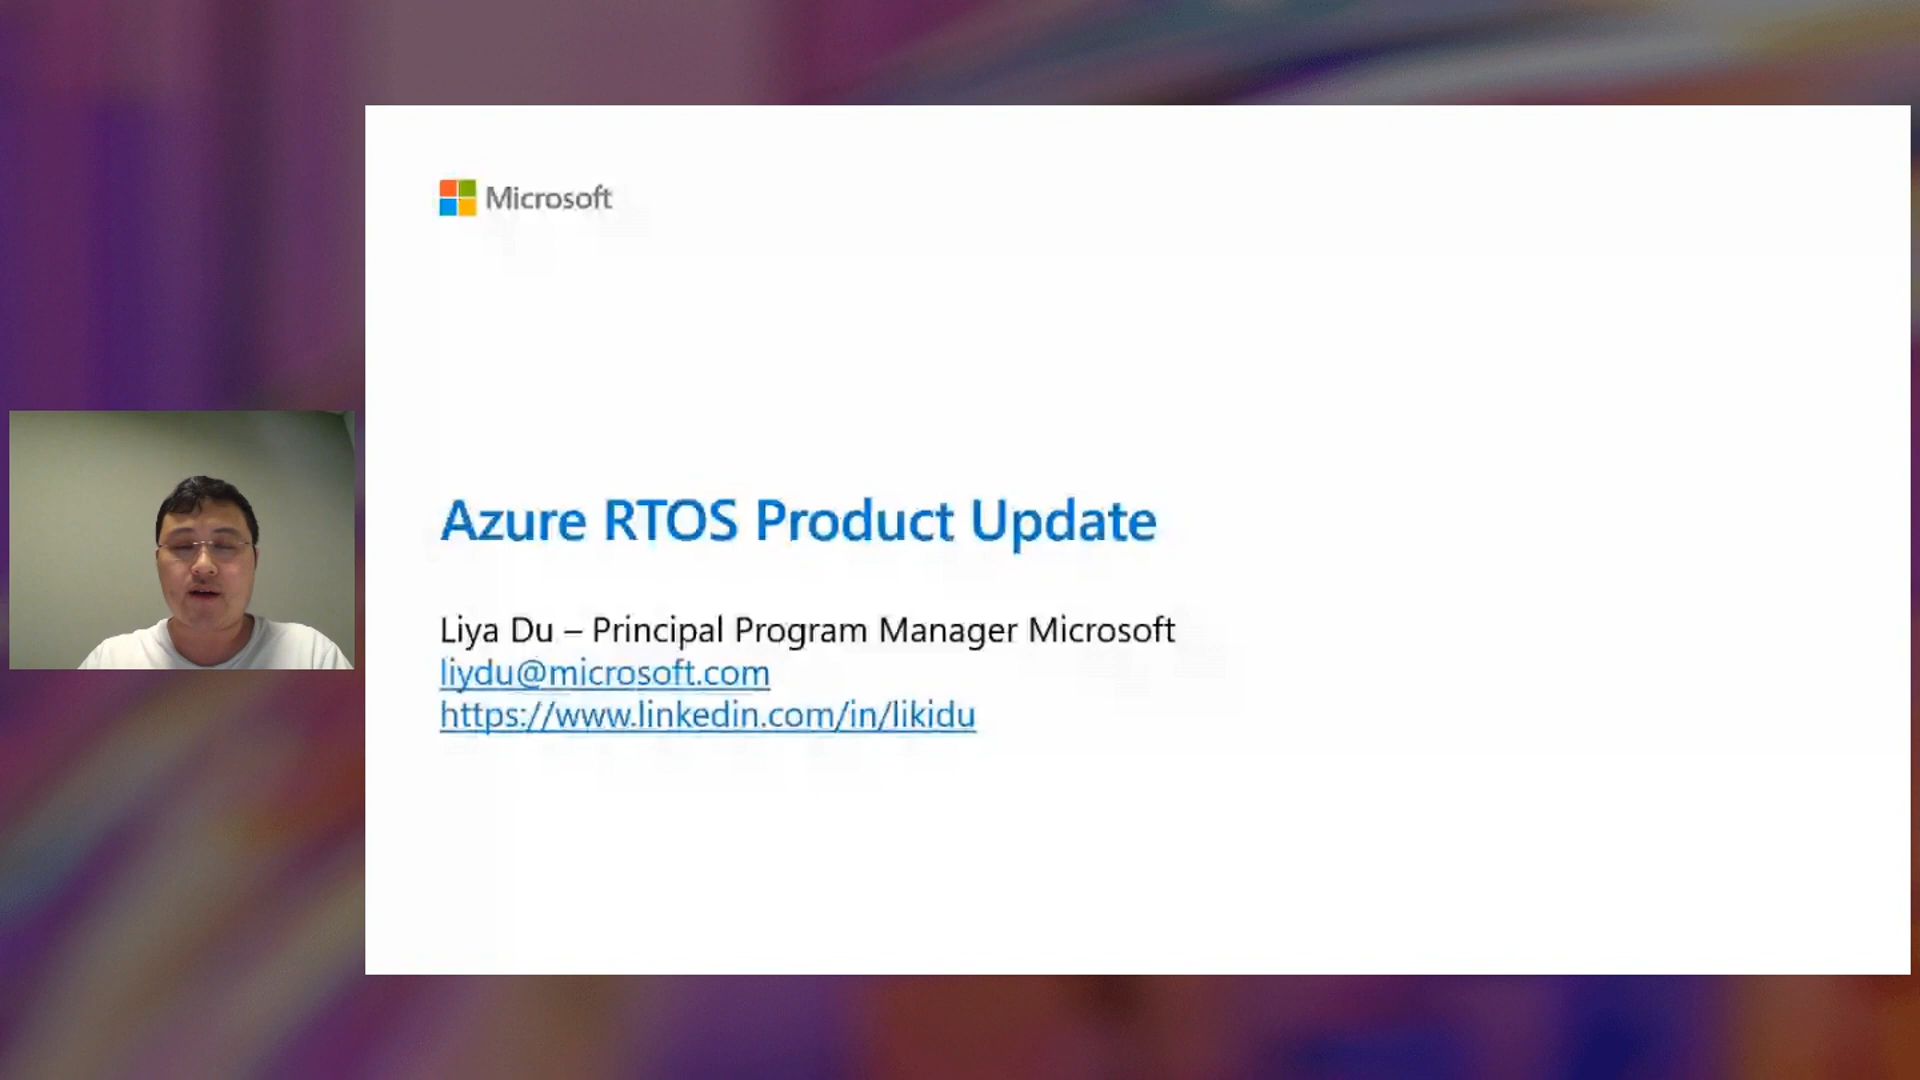 Microsoft
Azure RTOS Product Update
Liya Du – Principal Program Manager Microsoft
liydu@microsoft.com
https://www.linkedin.com/in/likidu